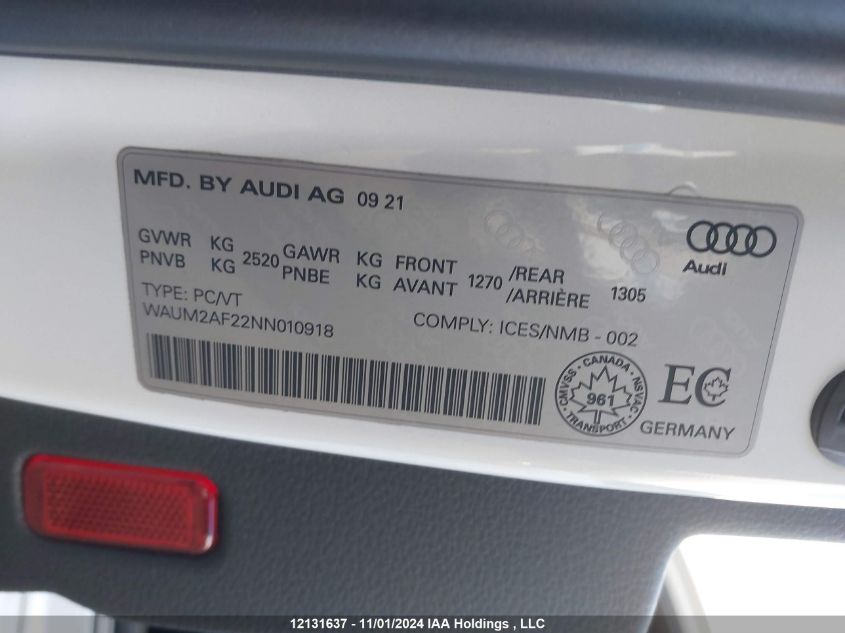 MFD. BY AUDI AG 09 21
GVWR KG 2520 GAWR KG FRONT 1270 /REAR 1305
PNVB KG PNBE KG AVANT /ARRIÈRE
Audi
TYPE: PC/VT
WAUM2AF22NN010918
COMPLY: ICES/NMB - 002
CANADA
CMVSS NSVAC
961
TRANSPORT
EC
GERMANY
12131637 - 11/01/2024 IAA Holdings , LLC